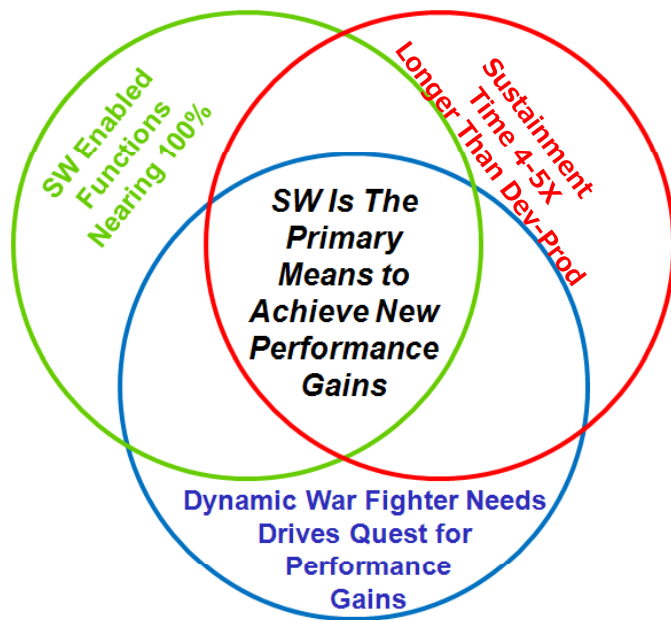 SW Enabled
Functions
Nearing 100%
Sustainment
Time 4-5X
Longer Than Dev-Prod
SW Is The
Primary
Means to
Achieve New
Performance
Gains
Dynamic War Fighter Needs
Drives Quest for
Performance
Gains